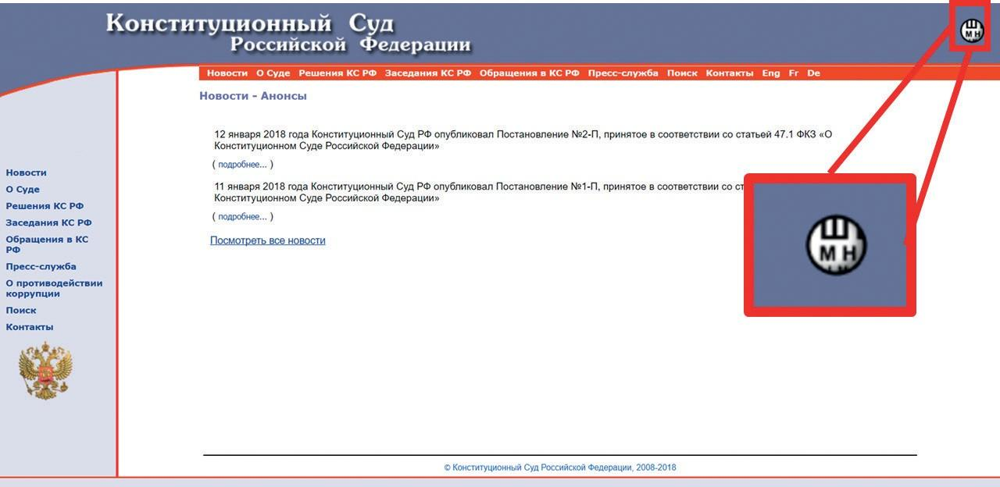 Конституционный Суд
Российской Федерации
Ш
М Н
Новости О Суде Решения КС РФ Заседания КС РФ Обращения в КС РФ Пресс-служба Поиск Контакты Eng Fr De
Новости - Анонсы
12 января 2018 года Конституционный Суд РФ опубликовал Постановление №2-П, принятое в соответствии со статьей 47.1 ФКЗ «О
Конституционном Суде Российской Федерации»
( подробнее... )
11 января 2018 года Конституционный Суд РФ опубликовал Постановление №1-П, принятое в соответствии со ст
Конституционном Суде Российской Федерации»
( подробнее... )
Посмотреть все новости
Новости
О Суде
Решения КС РФ
Заседания КС РФ
Обращения в КС
РФ
Пресс-служба
О противодействии
коррупции
Поиск
Контакты
Ш
М Н
© Конституционный Суд Российской Федерации, 2008-2018